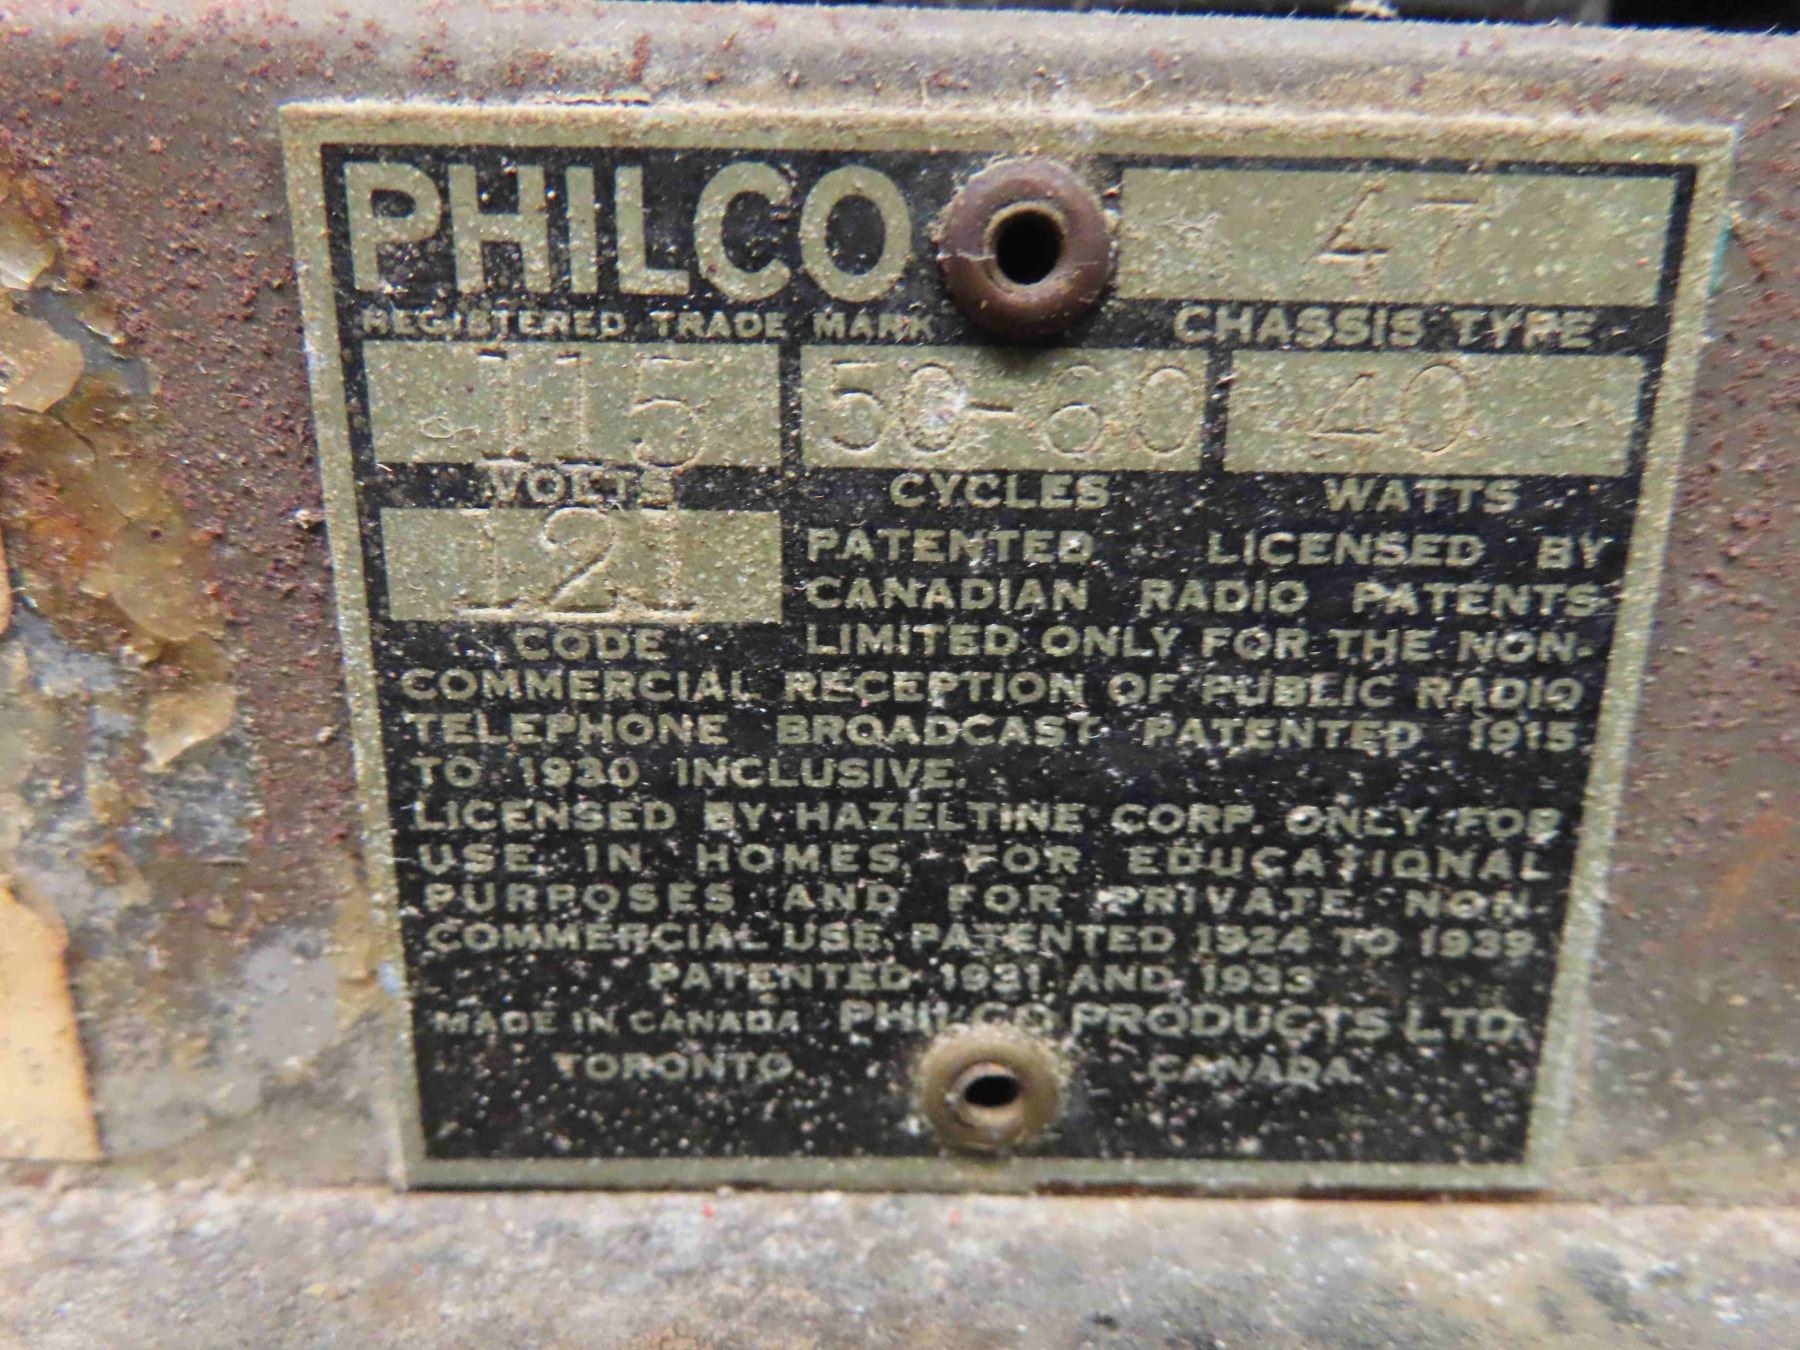 PHILCO 47
REGISTERED TRADE MARK CHASSIS TYPE
115 50-60 40
VOLTS CYCLES WATTS
121
CODE
PATENTED LICENSED BY
CANADIAN RADIO PATENTS
LIMITED ONLY FOR THE NON-
COMMERCIAL RECEPTION OF PUBLIC RADIO
TELEPHONE BROADCAST PATENTED 1915
TO 1930 INCLUSIVE.
LICENSED BY HAZELTINE CORP. ONLY FOR
USE IN HOMES, FOR EDUCATIONAL
PURPOSES AND FOR PRIVATE, NON-
COMMERCIAL USE. PATENTED 1924 TO 1939
PATENTED 1931 AND 1933
MADE IN CANADA PHILCO PRODUCTS LTD.
TORONTO CANADA